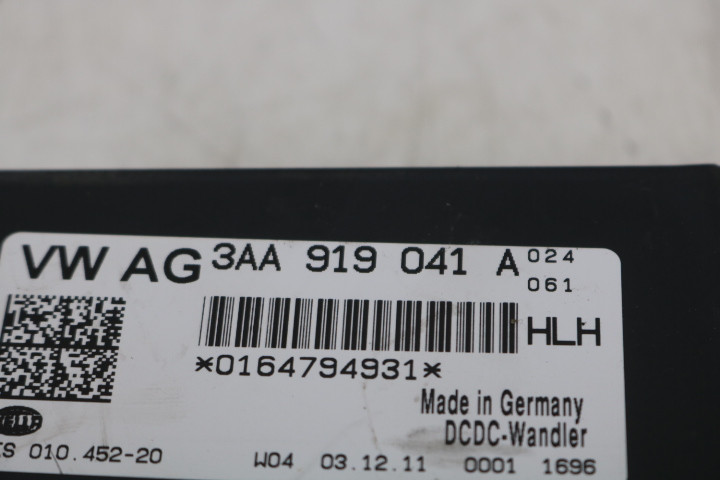 VW AG 3AA 919 041 A 024
061
HLH
*0164794931*
Made in Germany
DCDC-Wandler
010.452-20 W04 03.12.11 0001 1696